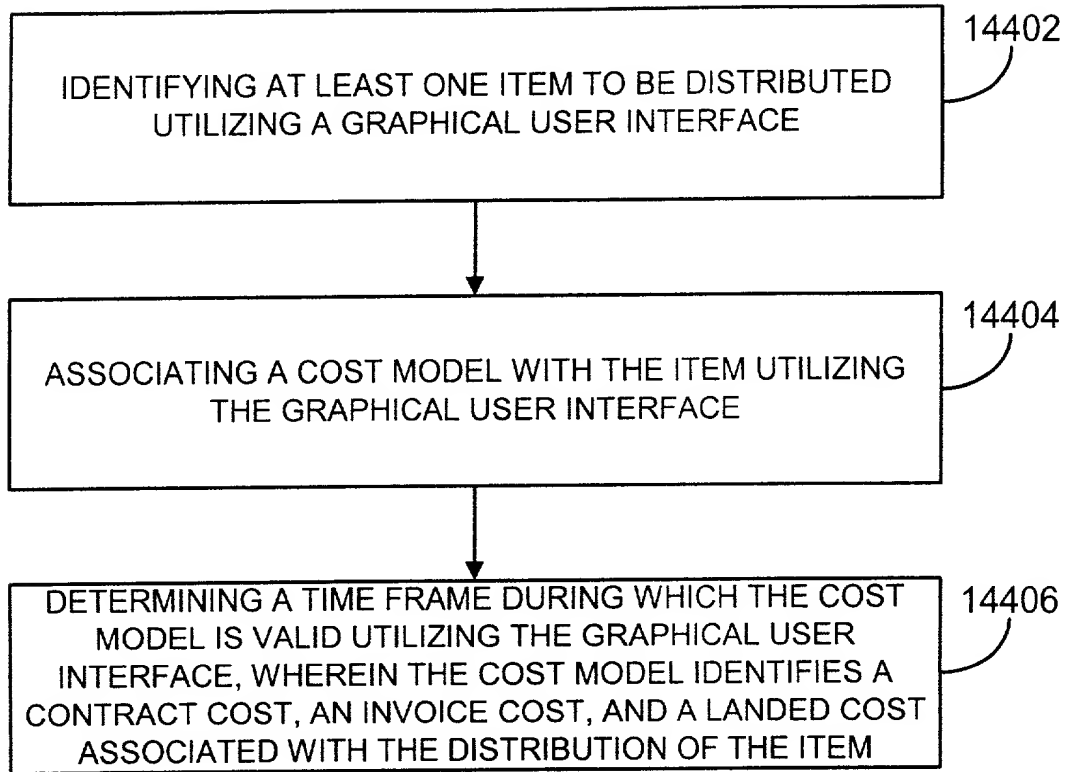 14402
IDENTIFYING AT LEAST ONE ITEM TO BE DISTRIBUTED
UTILIZING A GRAPHICAL USER INTERFACE
14404
ASSOCIATING A COST MODEL WITH THE ITEM UTILIZING
THE GRAPHICAL USER INTERFACE
14406
DETERMINING A TIME FRAME DURING WHICH THE COST
MODEL IS VALID UTILIZING THE GRAPHICAL USER
INTERFACE, WHEREIN THE COST MODEL IDENTIFIES A
CONTRACT COST, AN INVOICE COST, AND A LANDED COST
ASSOCIATED WITH THE DISTRIBUTION OF THE ITEM